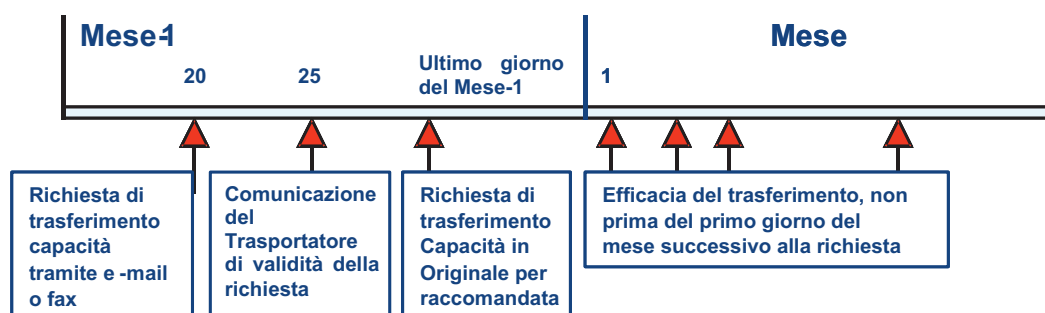 Mese-1
Mese
20
25
Ultimo giorno
del Mese-1
1
Richiesta di
trasferimento
capacità
tramite e -mail
o fax
Comunicazione
del
Trasportatore
di validità della
richiesta
Richiesta di
trasferimento
Capacità in
Originale per
raccomandata
Efficacia del trasferimento, non
prima del primo giorno del
mese successivo alla richiesta